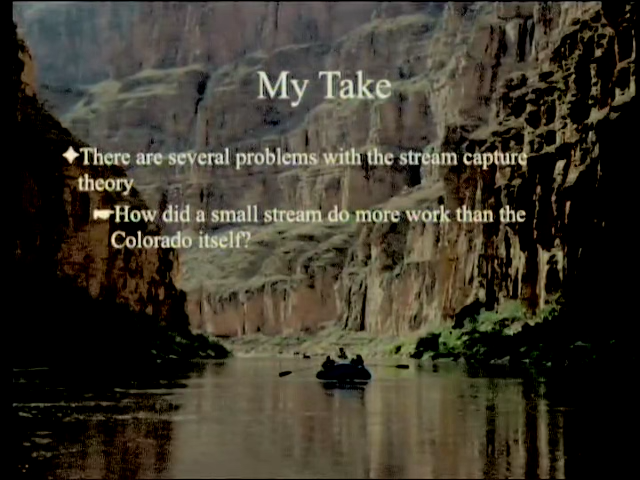 My Take
There are several problems with the stream capture
theory
How did a small stream do more work than the
Colorado itself?